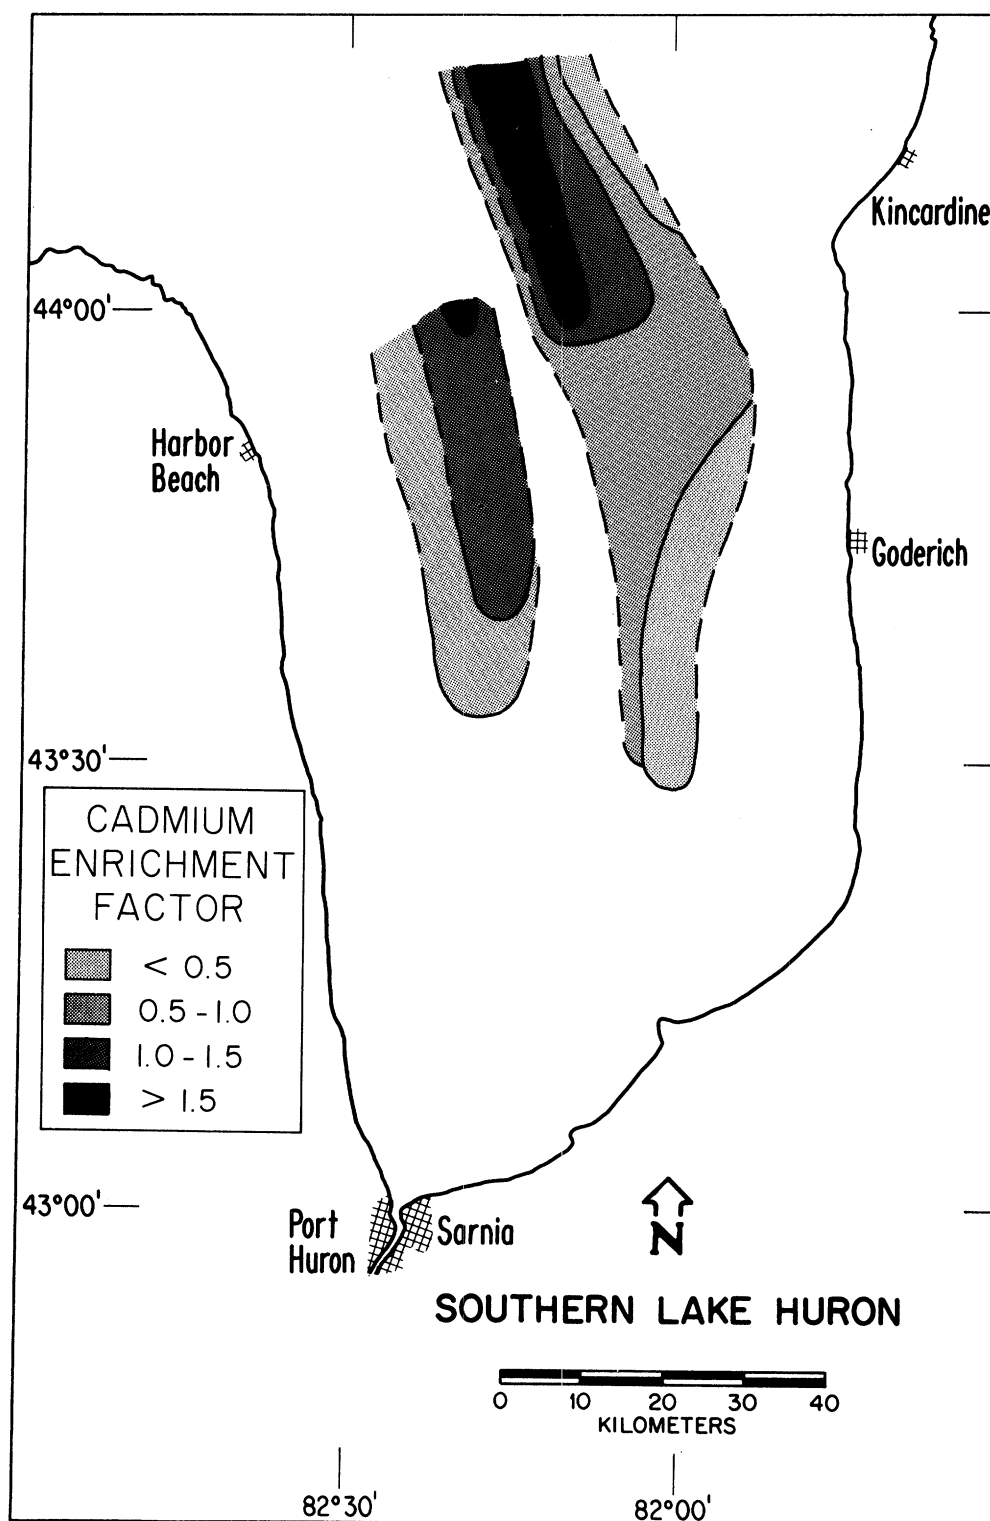 Kincardine
44°00'
Harbor
Beach
Goderich
43°30'
CADMIUM
ENRICHMENT
FACTOR
< 0.5
0.5 - 1.0
1.0 - 1.5
> 1.5
43°00'
Port
Huron
Sarnia
N
SOUTHERN LAKE HURON
0 10 20 30 40
KILOMETERS
82°30'
82°00'